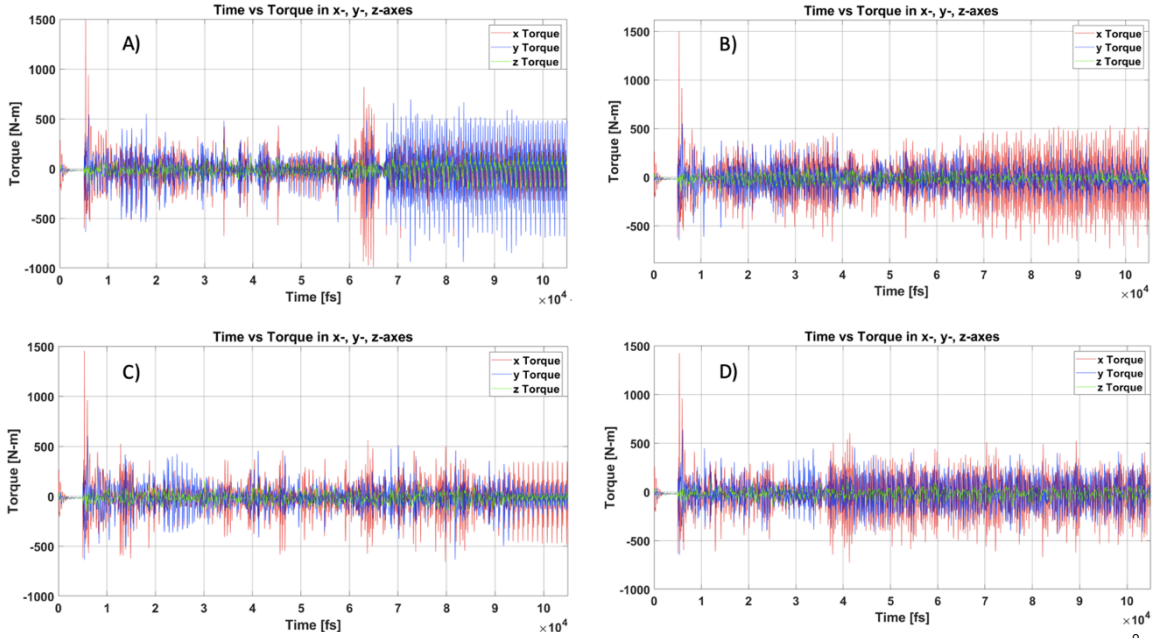 Time vs Torque in x-, y-, z-axes
A)
x Torque
y Torque
z Torque
1500
1000
500
0
-500
-1000
Torque [N-m]
0 1 2 3 4 5 6 7 8 9 10
Time [fs]
×10⁴
Time vs Torque in x-, y-, z-axes
B)
x Torque
y Torque
z Torque
1500
1000
500
0
-500
Torque [N-m]
0 1 2 3 4 5 6 7 8 9 10
Time [fs]
×10⁴
Time vs Torque in x-, y-, z-axes
C)
x Torque
y Torque
z Torque
1500
1000
500
0
-500
-1000
Torque [N-m]
0 1 2 3 4 5 6 7 8 9 10
Time [fs]
×10⁴
Time vs Torque in x-, y-, z-axes
D)
x Torque
y Torque
z Torque
1500
1000
500
0
-500
-1000
Torque [N-m]
0 1 2 3 4 5 6 7 8 9 10
Time [fs]
×10⁴